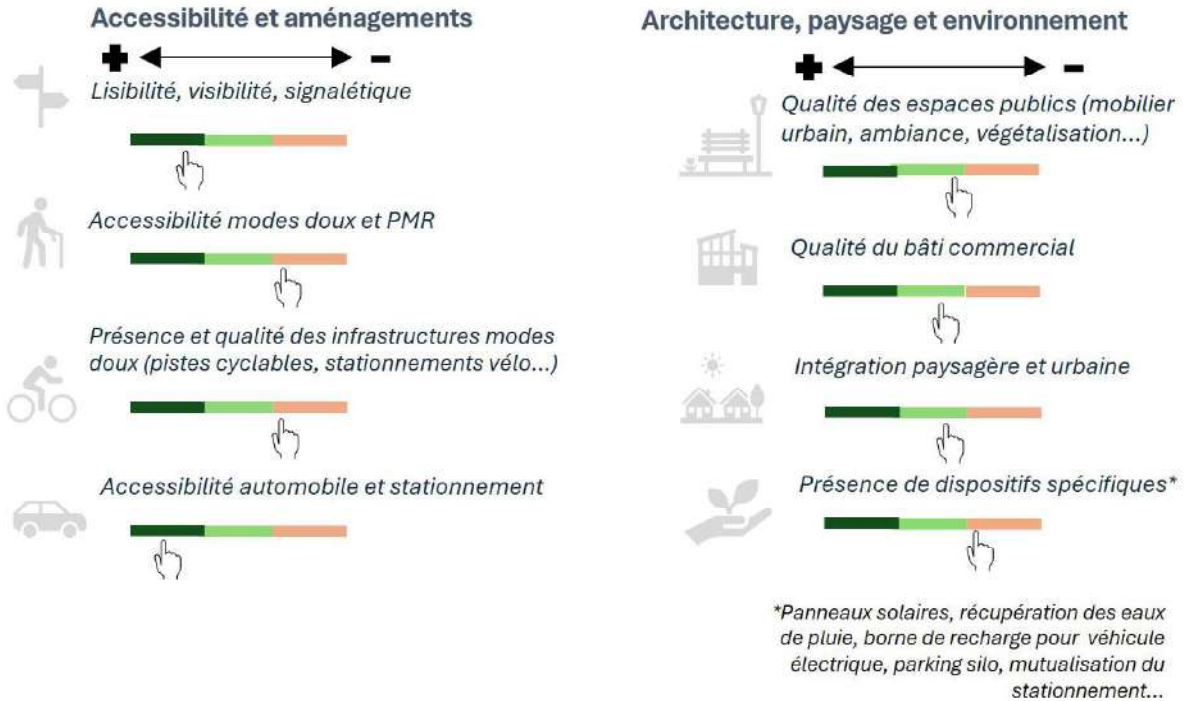 Accessibilité et aménagements
+ -
Lisibilité, visibilité, signalétique
Accessibilité modes doux et PMR
Présence et qualité des infrastructures modes
doux (pistes cyclables, stationnements vélo...)
Accessibilité automobile et stationnement
Architecture, paysage et environnement
+ -
Qualité des espaces publics (mobilier
urbain, ambiance, végétalisation...)
Qualité du bâti commercial
Intégration paysagère et urbaine
Présence de dispositifs spécifiques*
*Panneaux solaires, récupération des eaux
de pluie, borne de recharge pour véhicule
électrique, parking silo, mutualisation du
stationnement...